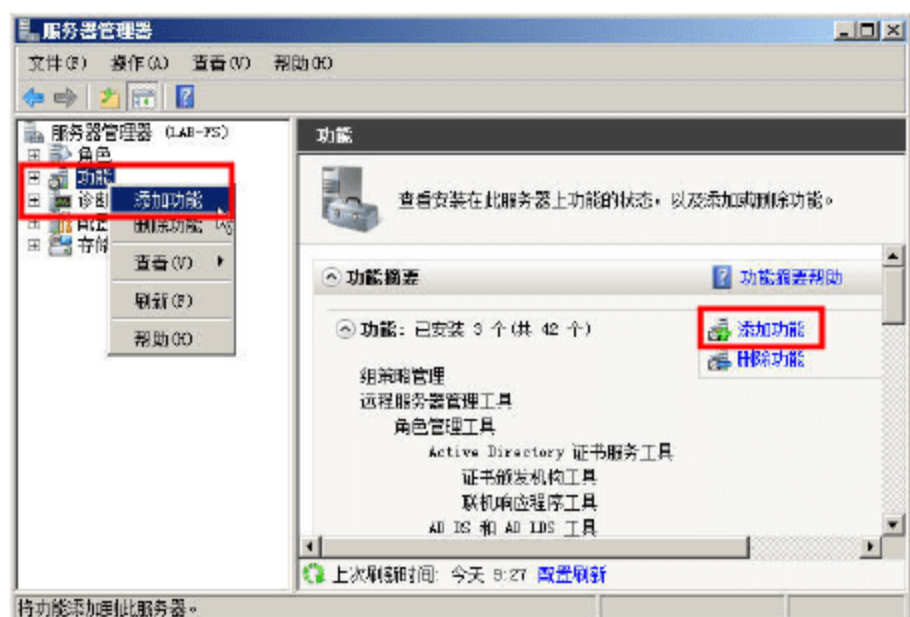 服务器管理器
文件(F) 操作(A) 查看(V) 帮助(H)
服务器管理器 (LAB-FS)
角色
功能
诊断
配置
存储
添加功能
删除功能
查看(V)
刷新(F)
帮助(H)
功能
查看安装在此服务器上功能的状态，以及添加或删除功能。
功能摘要
功能摘要帮助
功能: 已安装 3 个(共 42 个)
添加功能
删除功能
组策略管理
远程服务器管理工具
角色管理工具
Active Directory 证书服务工具
证书颁发机构工具
联机响应程序工具
AD DS 和 AD LDS 工具
上次刷新时间: 今天 9:27 配置刷新
将功能添加到此服务器。